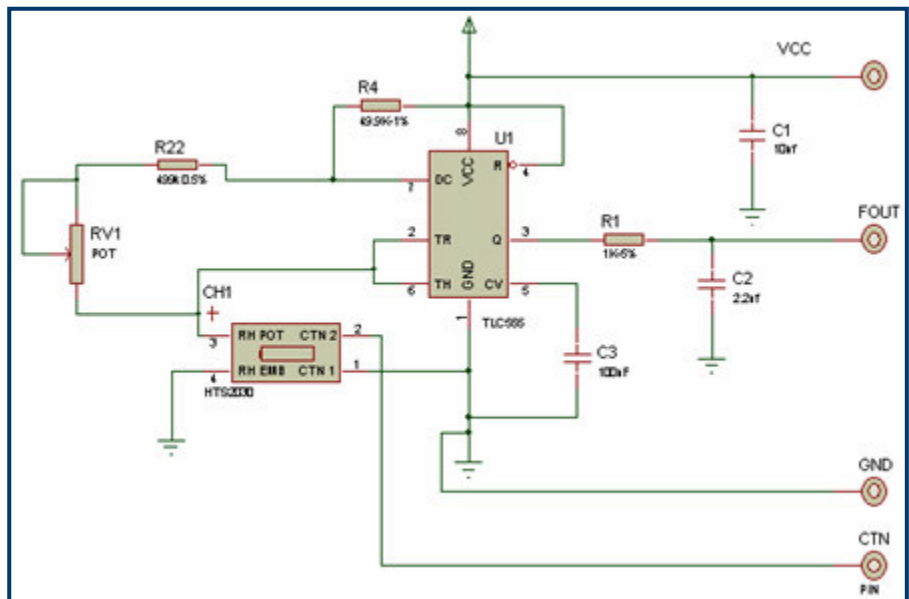 VCC
R4
49.9K-1%
8
U1
C1
10nf
R22
499k 0.5%
7
DC
VCC
R
4
FOUT
RV1
POT
2
TR
Q
3
R1
1K-5%
C2
2.2nf
CH1
+
6
TH
GND
CV
5
1
TLC555
3
RH POT
CTN 2
2
4
RH EMB
CTN 1
1
HTS2030
C3
100nF
GND
CTN
PIN